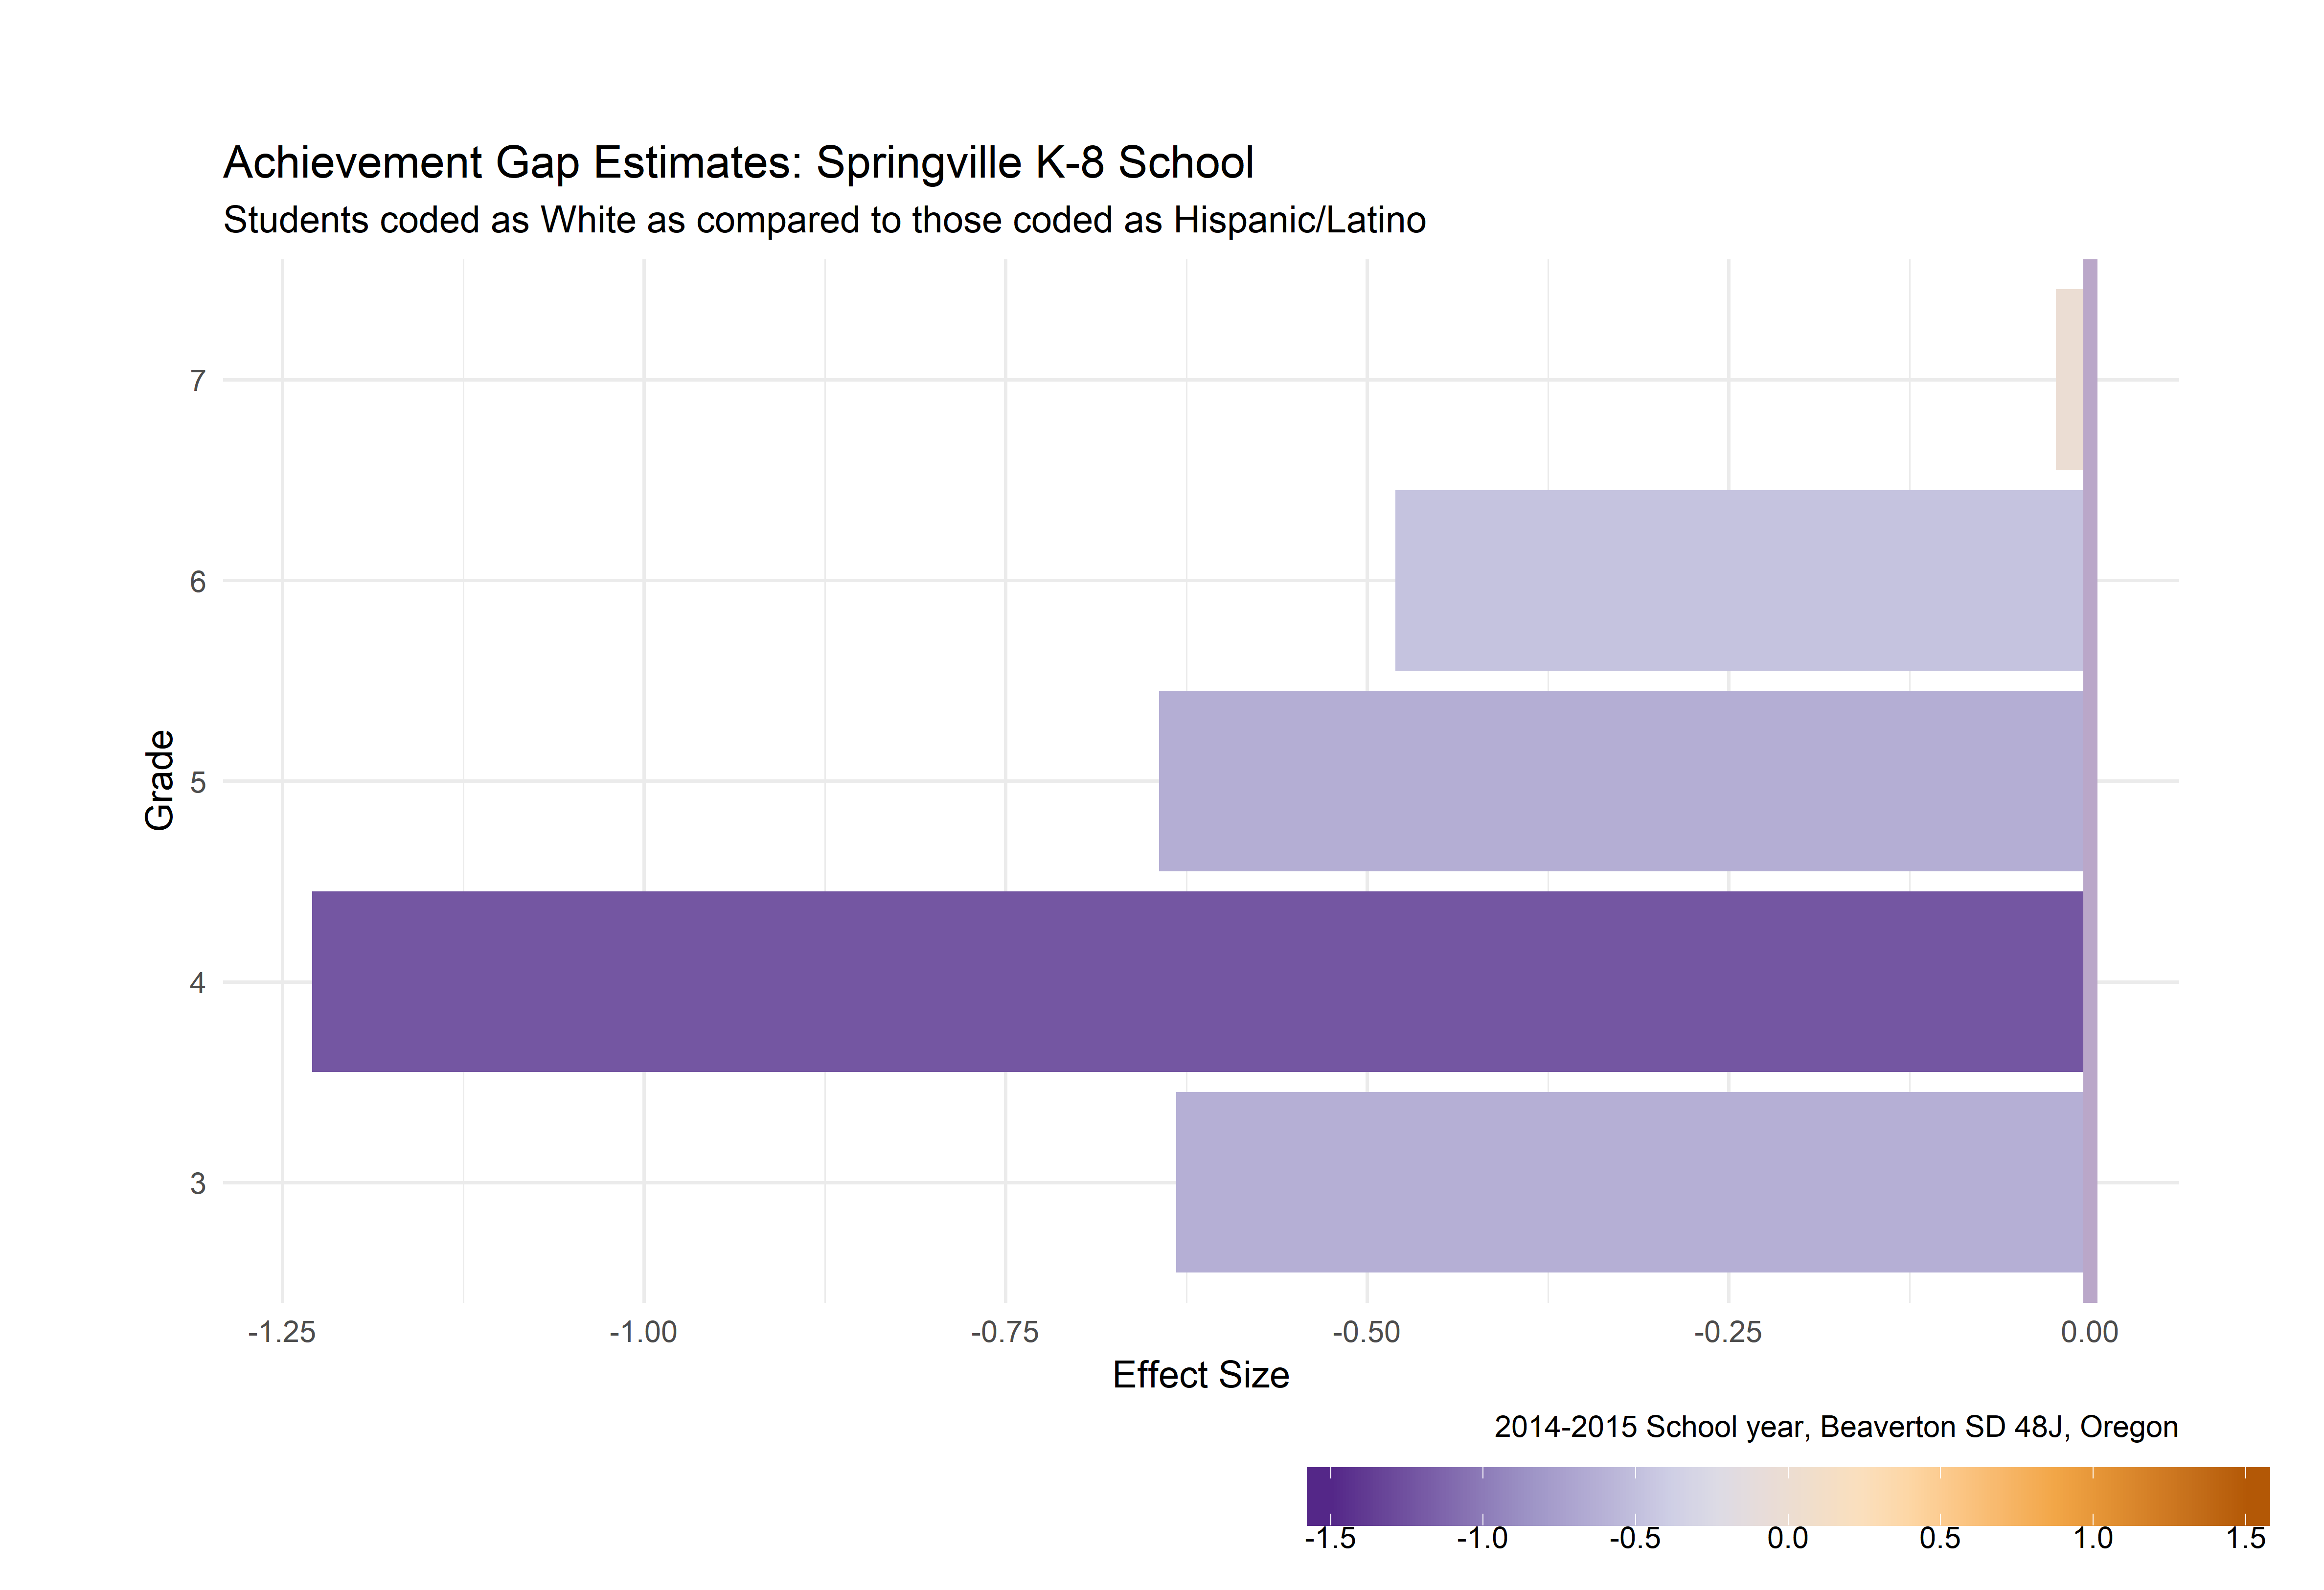 Achievement Gap Estimates: Springville K-8 School
Students coded as White as compared to those coded as Hispanic/Latino
7
6
5
4
3
Grade
-1.25 -1.00 -0.75 -0.50 -0.25 0.00
Effect Size
2014-2015 School year, Beaverton SD 48J, Oregon
-1.5 -1.0 -0.5 0.0 0.5 1.0 1.5